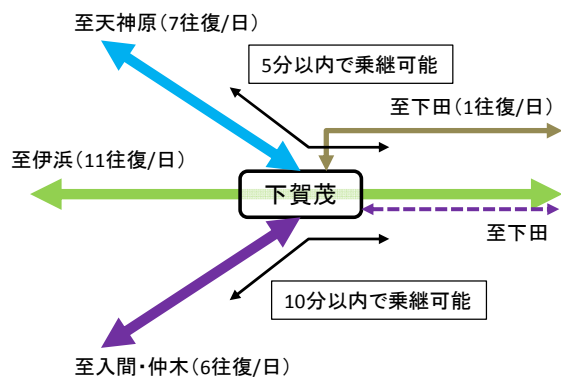 至天神原(7往復/日)
5分以内で乗継可能
至下田(1往復/日)
至伊浜(11往復/日)
下賀茂
至下田
10分以内で乗継可能
至入間・仲木(6往復/日)